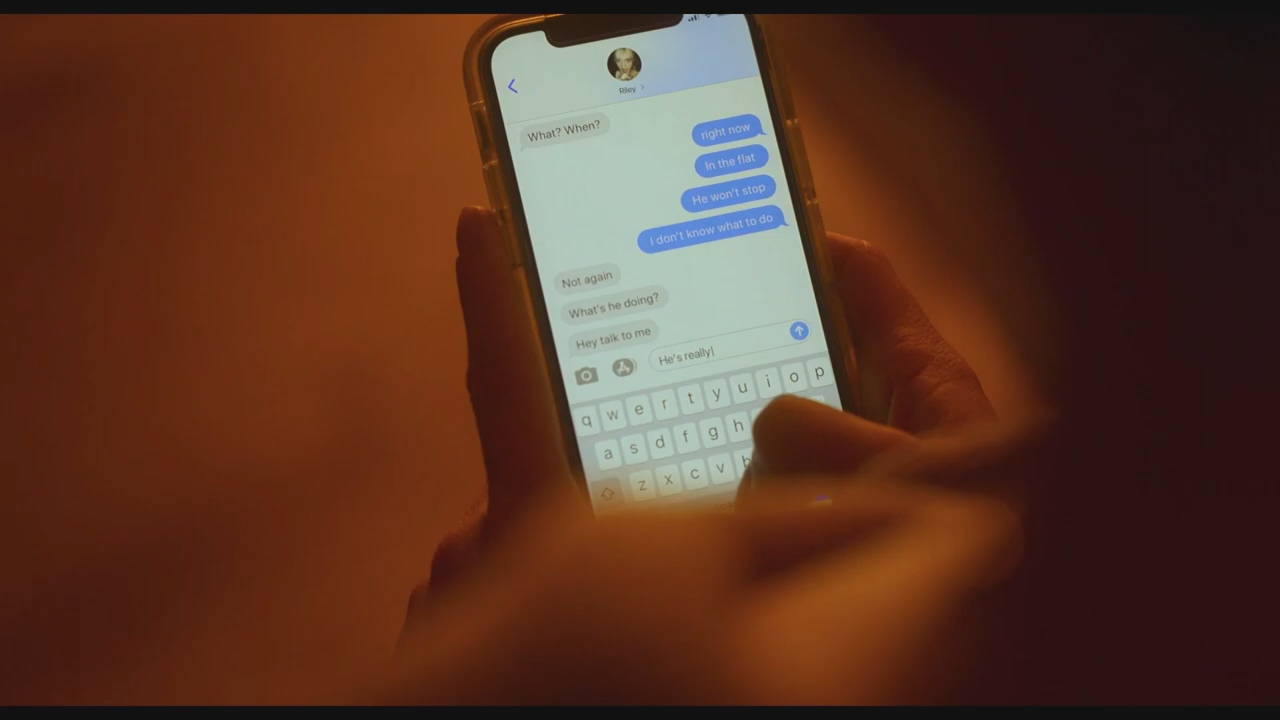 Riley
What? When?
right now
In the flat
He won't stop
I don't know what to do
Not again
What's he doing?
Hey talk to me
He's really
q w e r t y u i o p
a s d f g h
z x c v b